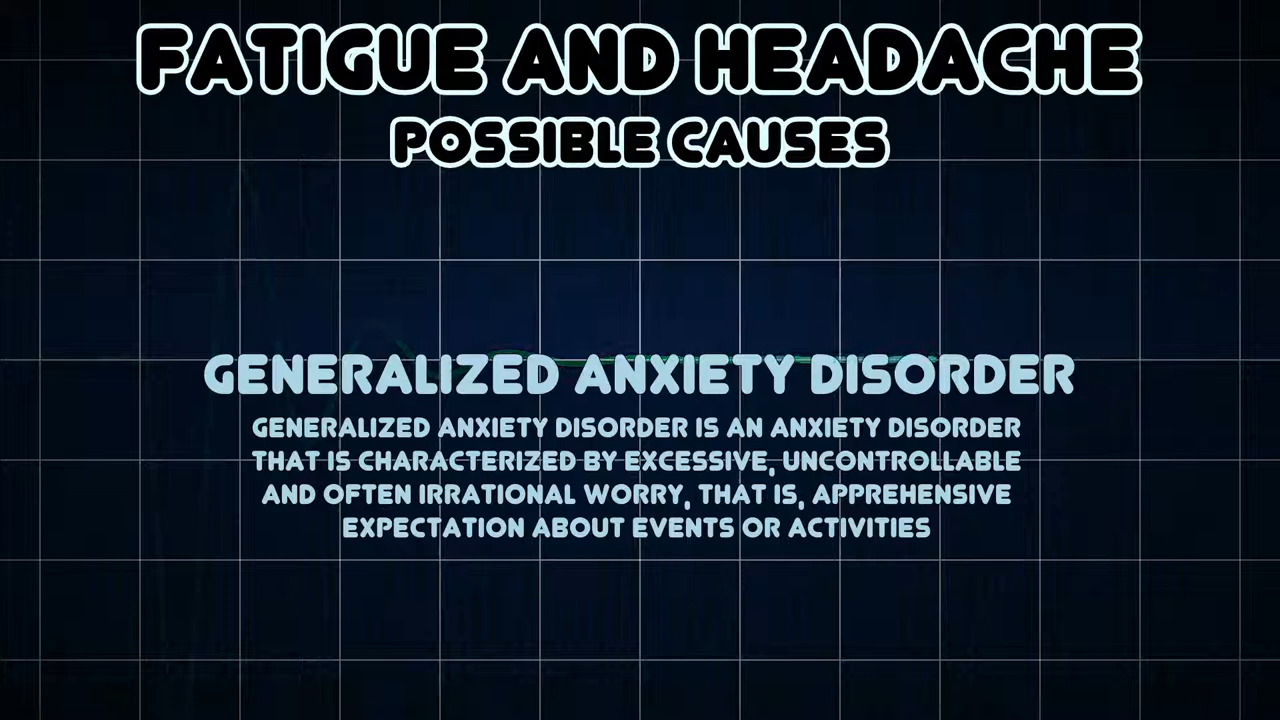 FATIGUE AND HEADACHE
POSSIBLE CAUSES
GENERALIZED ANXIETY DISORDER
GENERALIZED ANXIETY DISORDER IS AN ANXIETY DISORDER
THAT IS CHARACTERIZED BY EXCESSIVE, UNCONTROLLABLE
AND OFTEN IRRATIONAL WORRY, THAT IS, APPREHENSIVE
EXPECTATION ABOUT EVENTS OR ACTIVITIES